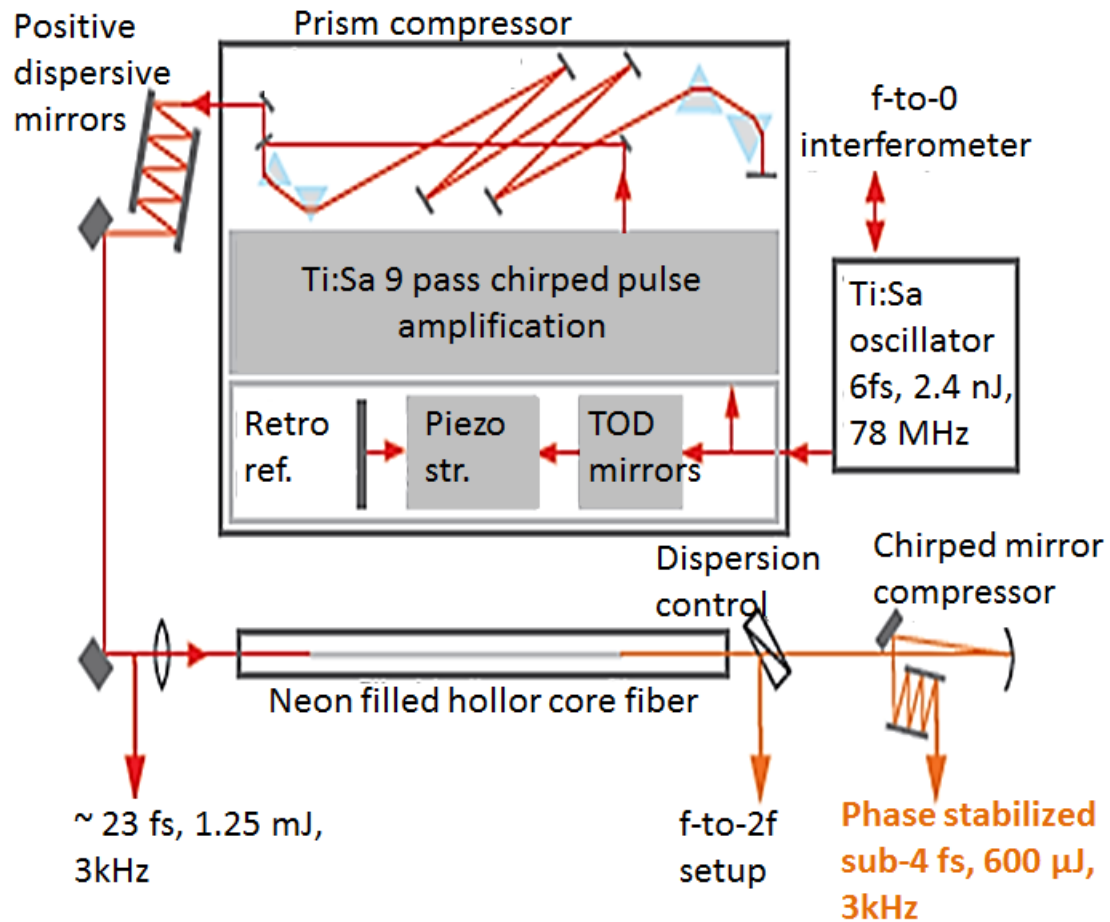 Positive
dispersive
mirrors
Prism compressor
f-to-0
interferometer
Ti:Sa 9 pass chirped pulse
amplification
Ti:Sa
oscillator
6fs, 2.4 nJ,
78 MHz
Retro
ref.
Piezo
str.
TOD
mirrors
Dispersion
control
Chirped mirror
compressor
Neon filled hollor core fiber
~ 23 fs, 1.25 mJ,
3kHz
f-to-2f
setup
Phase stabilized
sub-4 fs, 600 µJ,
3kHz